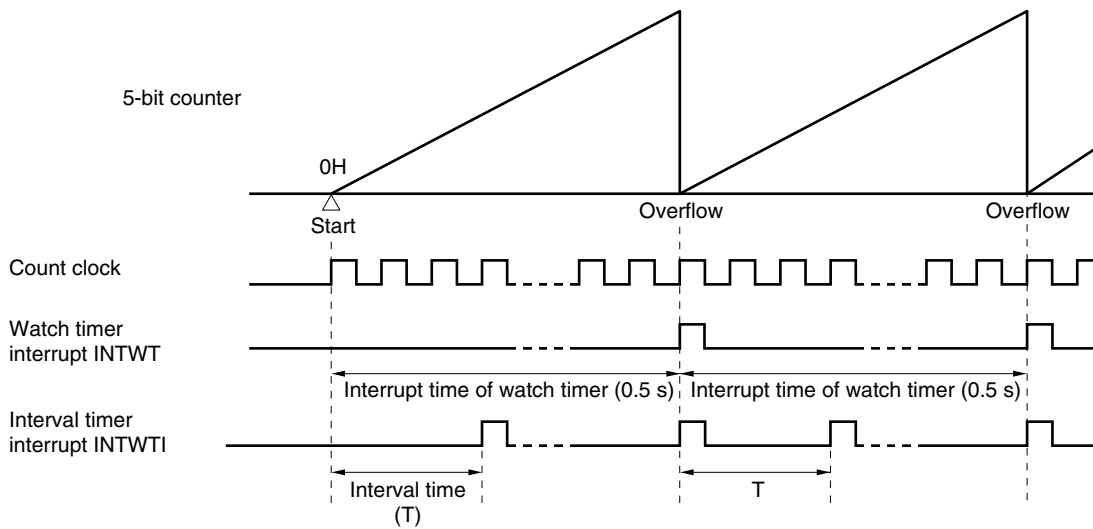 5-bit counter
0H
Start
Overflow
Overflow
Count clock
Watch timer
interrupt INTWT
Interrupt time of watch timer (0.5 s)
Interrupt time of watch timer (0.5 s)
Interval timer
interrupt INTWTI
Interval time
(T)
T